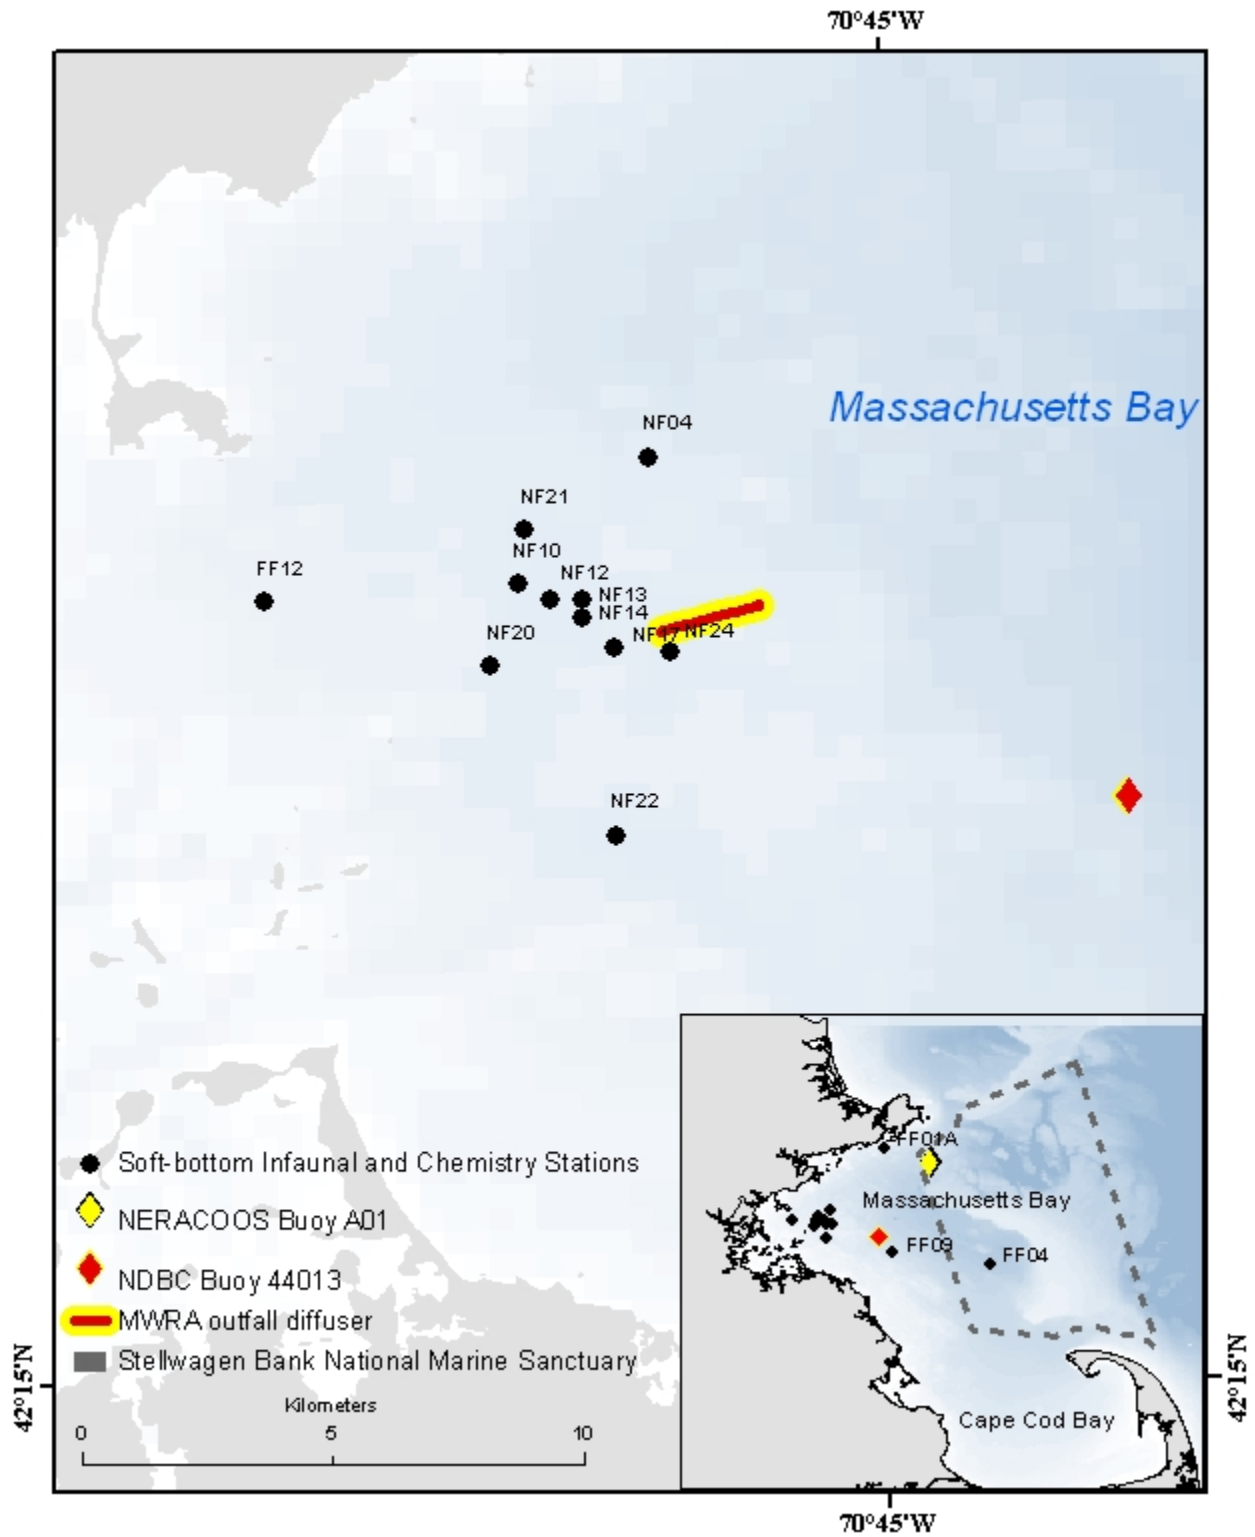 70°45'W
Massachusetts Bay
NF04
NF21
NF10
FF12
NF12
NF13
NF14
NF20
NF17
NF24
NF22
FF01A
Massachusetts Bay
FF09
FF04
Cape Cod Bay
Soft-bottom Infaunal and Chemistry Stations
NERACOOS Buoy A01
NDBC Buoy 44013
MWRA outfall diffuser
Stellwagen Bank National Marine Sanctuary
Kilometers
0 5 10
42°15'N
42°15'N
70°45'W